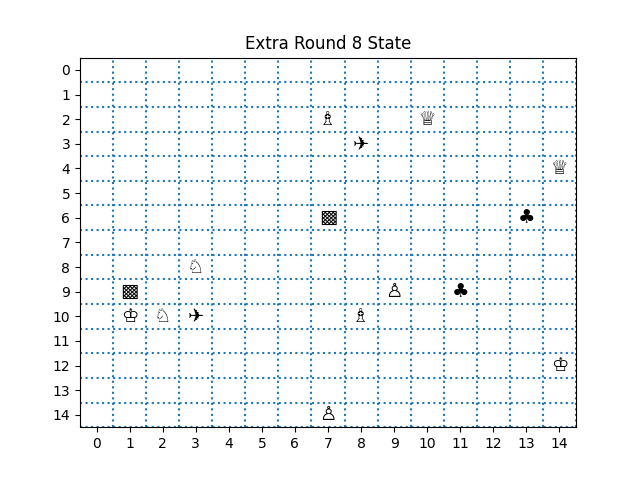 Extra Round 8 State
0
1
2 ♗ ♕
3 ✈
4 ♕
5
6 ▩ ♣
7
8 ♘
9 ▩ ♙ ♣
10 ♔ ♘ ✈ ♗
11
12 ♔
13
14 ♙
0 1 2 3 4 5 6 7 8 9 10 11 12 13 14